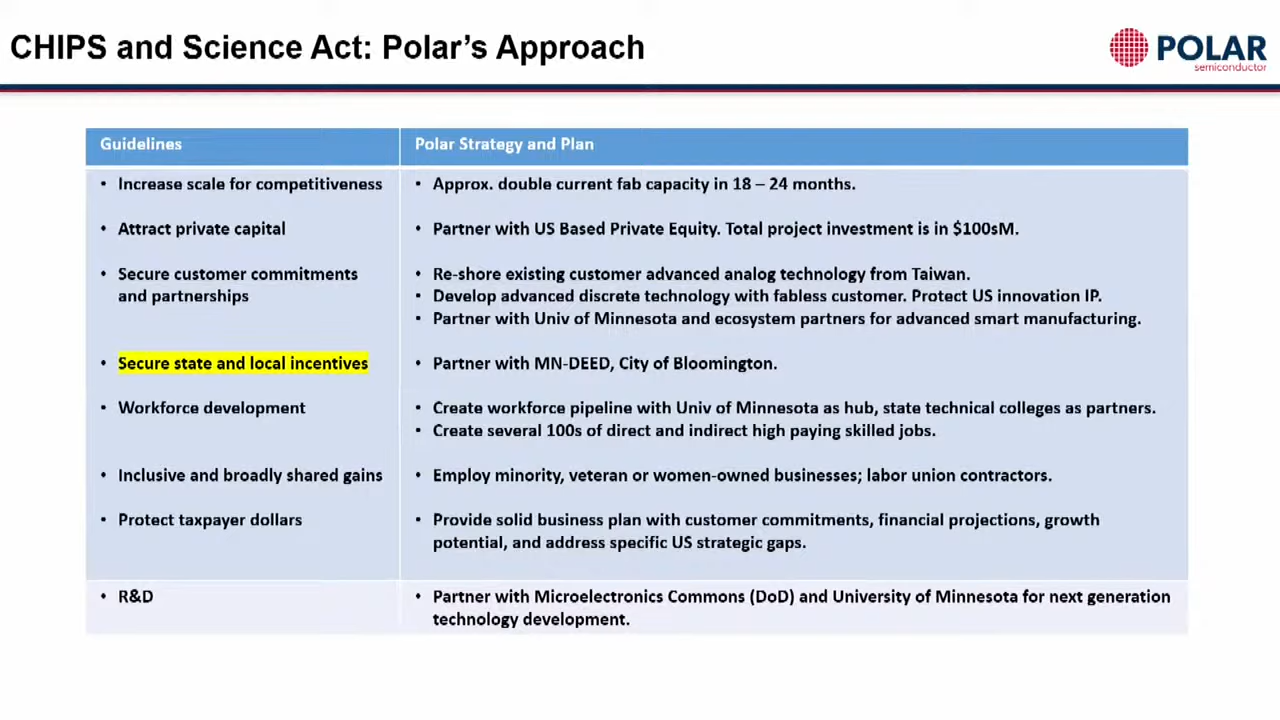 CHIPS and Science Act: Polar's Approach
POLAR
semiconductor
Guidelines
Polar Strategy and Plan
• Increase scale for competitiveness
• Approx. double current fab capacity in 18 – 24 months.
• Attract private capital
• Partner with US Based Private Equity. Total project investment is in $100sM.
• Secure customer commitments
and partnerships
• Re-shore existing customer advanced analog technology from Taiwan.
• Develop advanced discrete technology with fabless customer. Protect US innovation IP.
• Partner with Univ of Minnesota and ecosystem partners for advanced smart manufacturing.
• Secure state and local incentives
• Partner with MN-DEED, City of Bloomington.
• Workforce development
• Create workforce pipeline with Univ of Minnesota as hub, state technical colleges as partners.
• Create several 100s of direct and indirect high paying skilled jobs.
• Inclusive and broadly shared gains
• Employ minority, veteran or women-owned businesses; labor union contractors.
• Protect taxpayer dollars
• Provide solid business plan with customer commitments, financial projections, growth
potential, and address specific US strategic gaps.
• R&D
• Partner with Microelectronics Commons (DoD) and University of Minnesota for next generation
technology development.